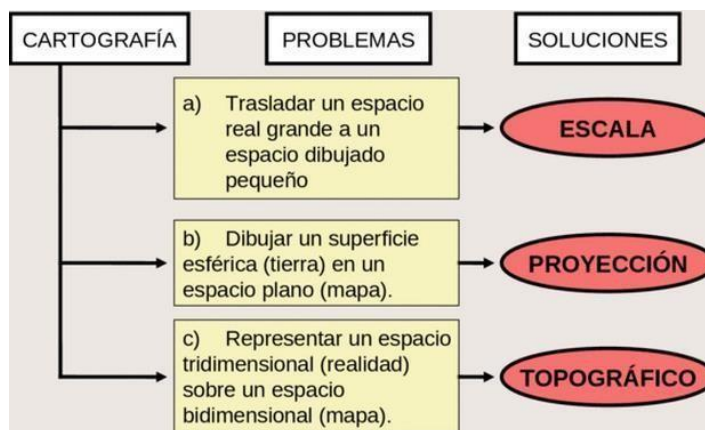 CARTOGRAFÍA
PROBLEMAS
SOLUCIONES
a) Trasladar un espacio
real grande a un
espacio dibujado
pequeño
ESCALA
b) Dibujar un superficie
esférica (tierra) en un
espacio plano (mapa).
PROYECCIÓN
c) Representar un espacio
tridimensional (realidad)
sobre un espacio
bidimensional (mapa).
TOPOGRÁFICO